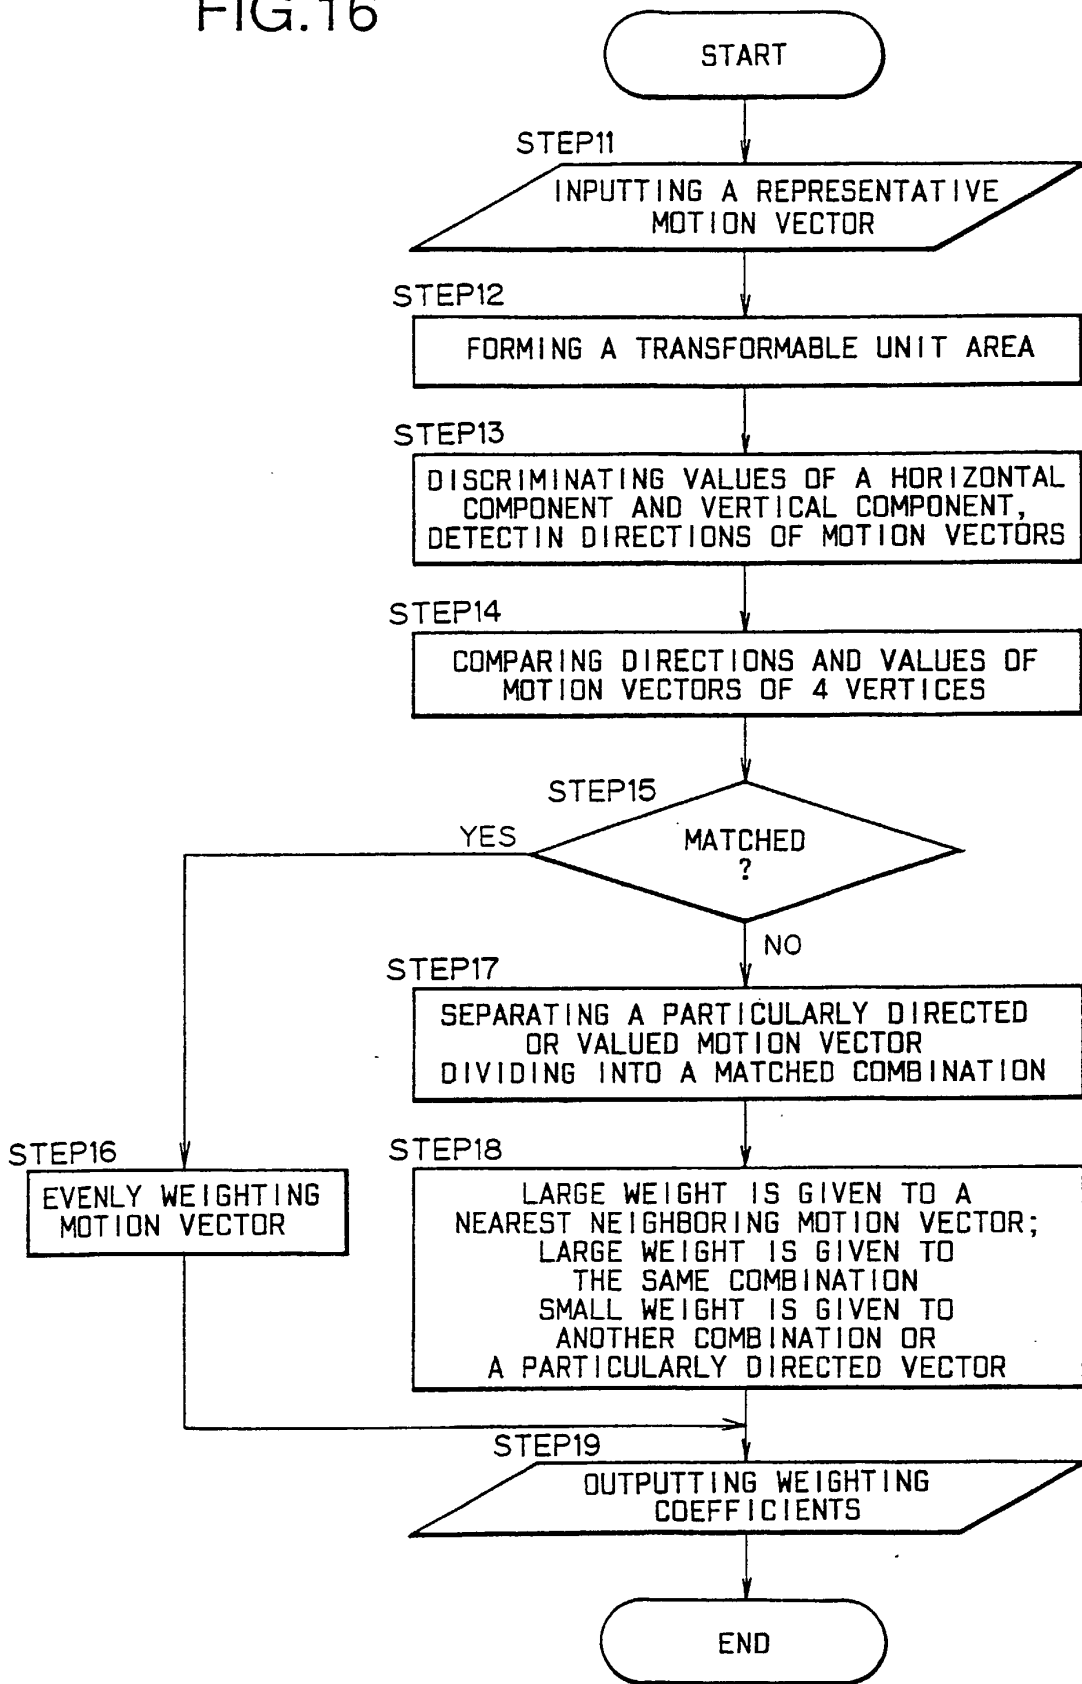 FIG.16
START
STEP11
INPUTTING A REPRESENTATIVE
MOTION VECTOR
STEP12
FORMING A TRANSFORMABLE UNIT AREA
STEP13
DISCRIMINATING VALUES OF A HORIZONTAL
COMPONENT AND VERTICAL COMPONENT,
DETECTIN DIRECTIONS OF MOTION VECTORS
STEP14
COMPARING DIRECTIONS AND VALUES OF
MOTION VECTORS OF 4 VERTICES
STEP15
MATCHED
?
YES
NO
STEP17
SEPARATING A PARTICULARLY DIRECTED
OR VALUED MOTION VECTOR
DIVIDING INTO A MATCHED COMBINATION
STEP16
EVENLY WEIGHTING
MOTION VECTOR
STEP18
LARGE WEIGHT IS GIVEN TO A
NEAREST NEIGHBORING MOTION VECTOR;
LARGE WEIGHT IS GIVEN TO
THE SAME COMBINATION
SMALL WEIGHT IS GIVEN TO
ANOTHER COMBINATION OR
A PARTICULARLY DIRECTED VECTOR
STEP19
OUTPUTTING WEIGHTING
COEFFICIENTS
END